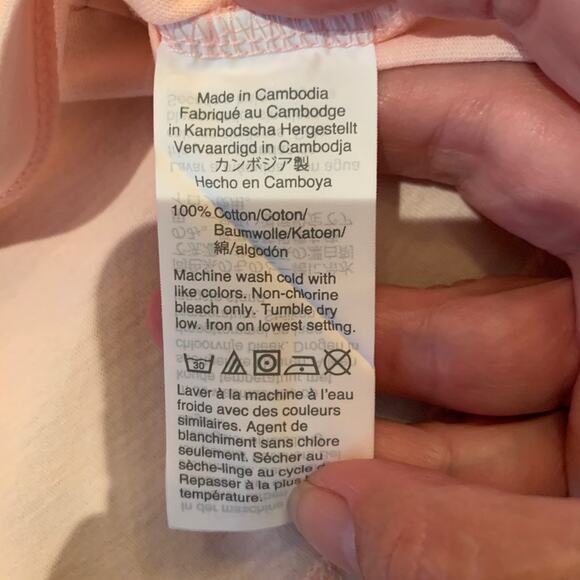 Made in Cambodia
Fabriqué au Cambodge
in Kambodscha Hergestellt
Vervaardigd in Cambodja
カンボジア製
Hecho en Camboya
100% Cotton/Coton/
Baumwolle/Katoen/
綿/algodón
Machine wash cold with
like colors. Non-chlorine
bleach only. Tumble dry
low. Iron on lowest setting.
30
Laver à la machine à l'eau
froide avec des couleurs
similaires. Agent de
blanchiment sans chlore
seulement. Sécher au
sèche-linge au cycle
Repasser à la plus
température.